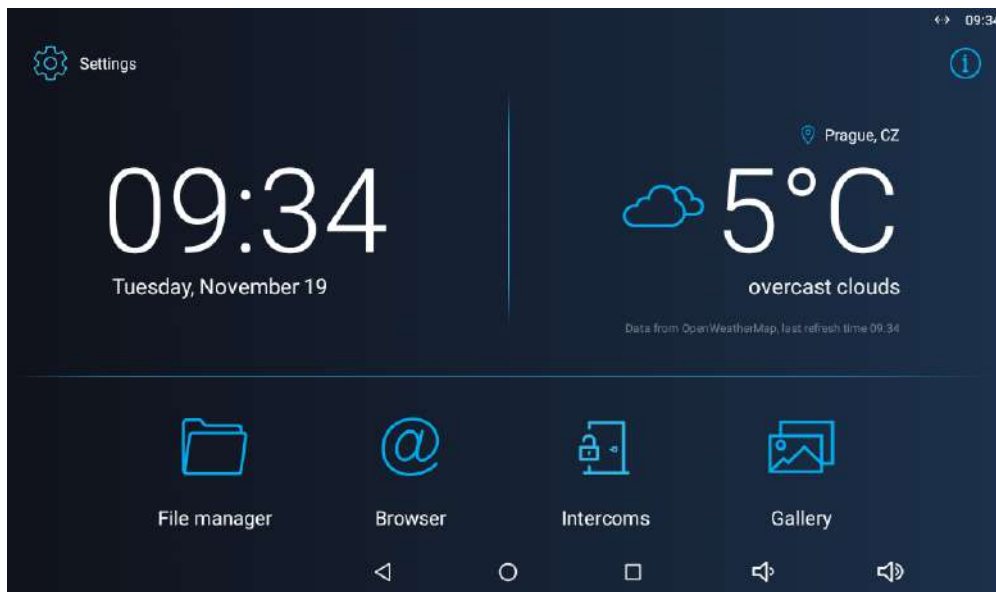 09:34
Settings
Prague, CZ
09:34
5°C
Tuesday, November 19
overcast clouds
Data from OpenWeatherMap, last refresh time 09:34
File manager
Browser
Intercoms
Gallery